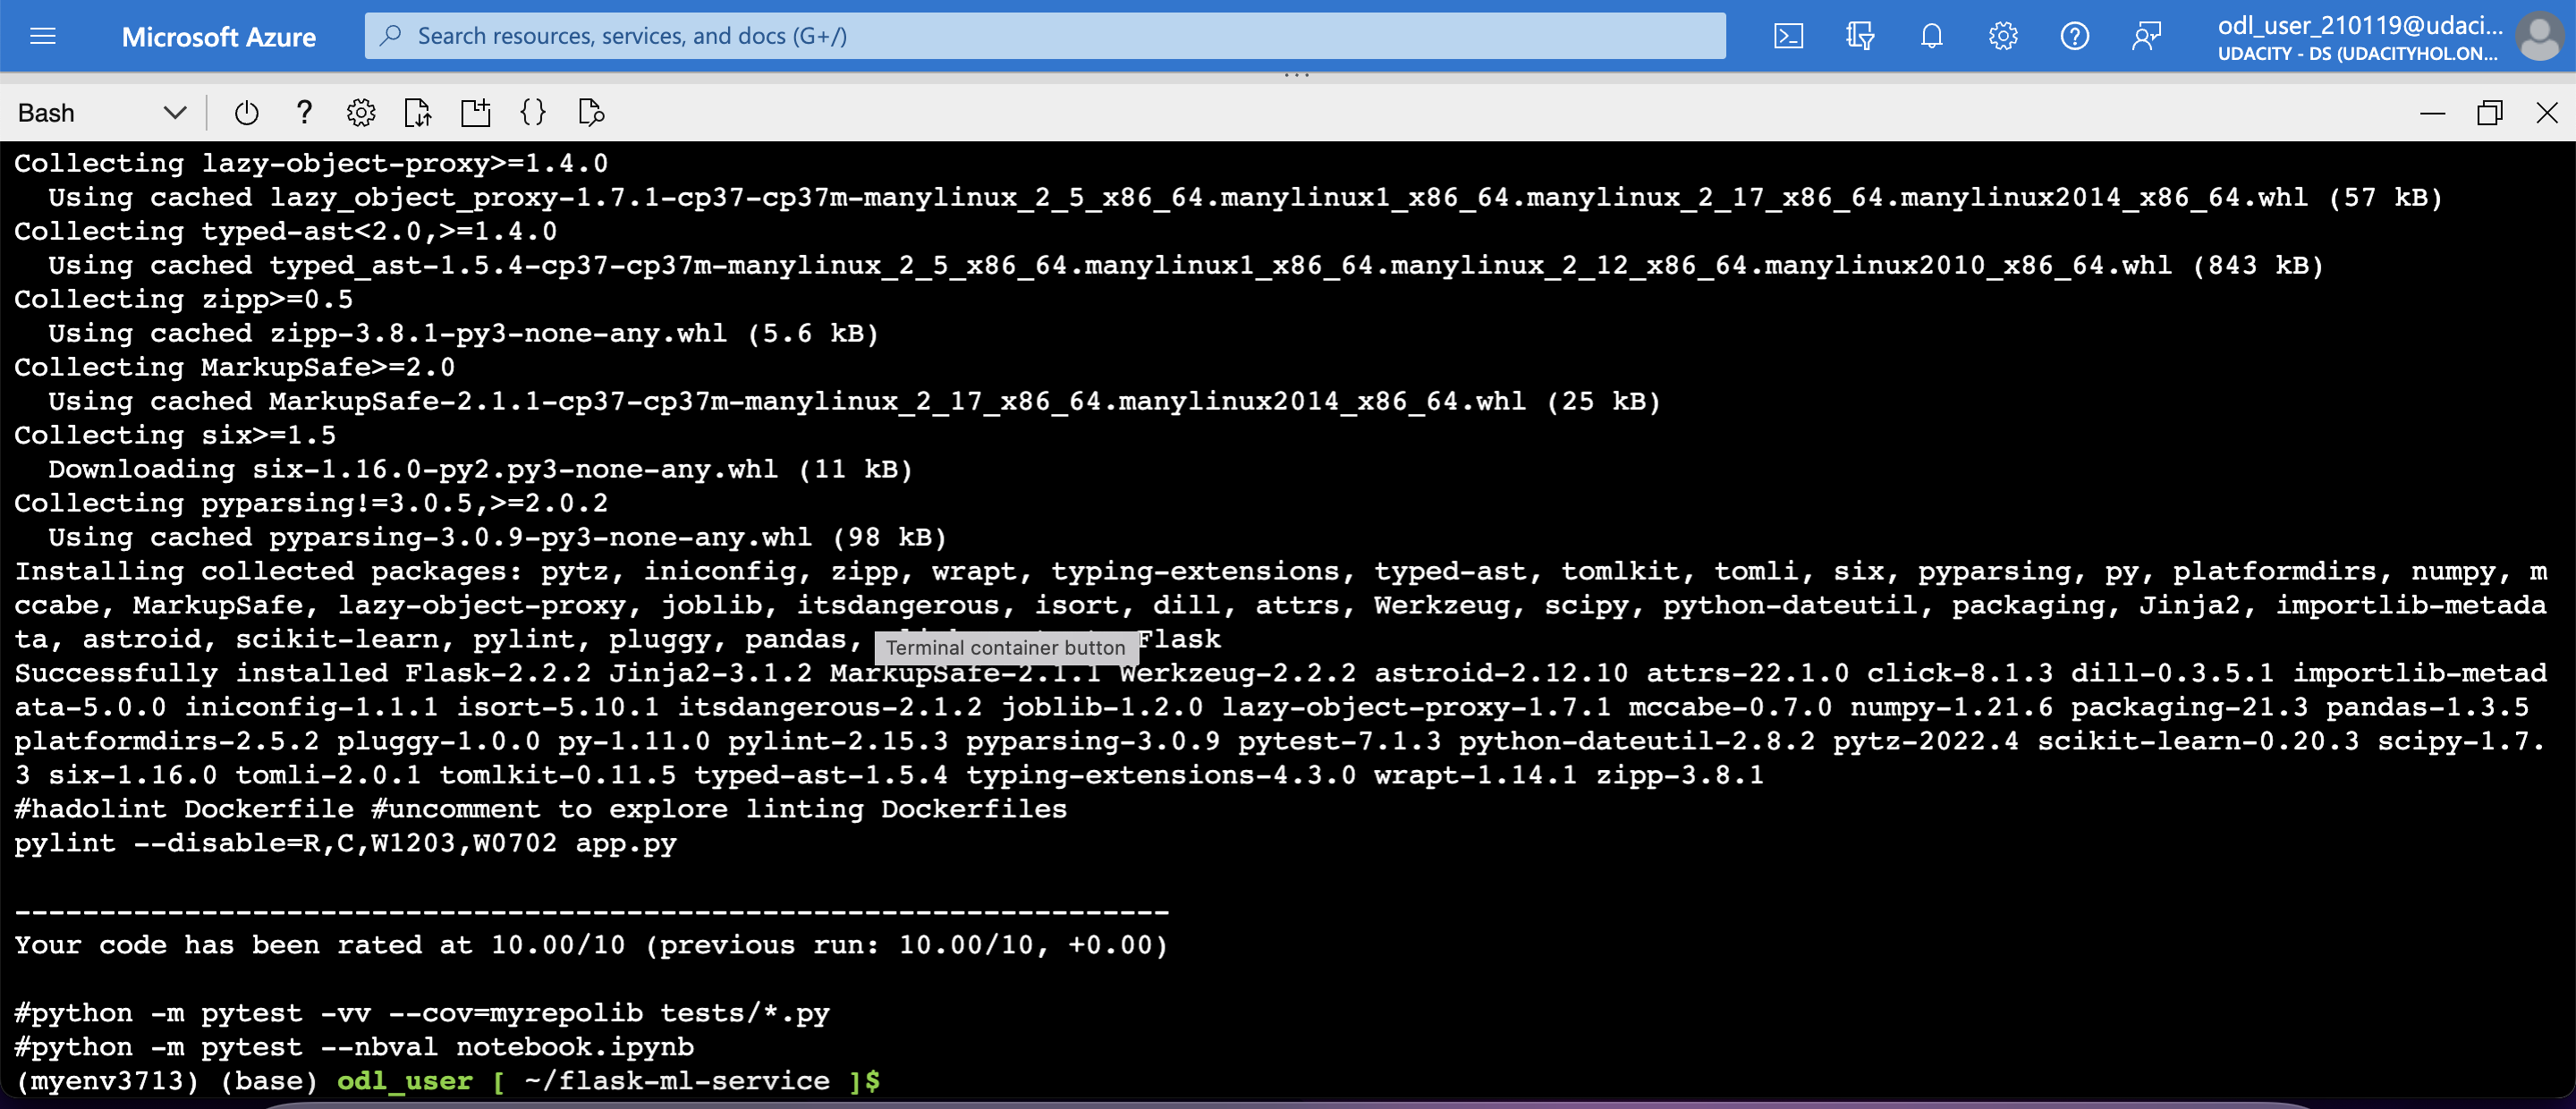 Microsoft Azure
Search resources, services, and docs (G+/)
odl_user_210119@udaci...
UDACITY - DS (UDACITYHOL.ON...
Bash
Collecting lazy-object-proxy>=1.4.0
  Using cached lazy_object_proxy-1.7.1-cp37-cp37m-manylinux_2_5_x86_64.manylinux1_x86_64.manylinux_2_17_x86_64.manylinux2014_x86_64.whl (57 kB)
Collecting typed-ast<2.0,>=1.4.0
  Using cached typed_ast-1.5.4-cp37-cp37m-manylinux_2_5_x86_64.manylinux1_x86_64.manylinux_2_12_x86_64.manylinux2010_x86_64.whl (843 kB)
Collecting zipp>=0.5
  Using cached zipp-3.8.1-py3-none-any.whl (5.6 kB)
Collecting MarkupSafe>=2.0
  Using cached MarkupSafe-2.1.1-cp37-cp37m-manylinux_2_17_x86_64.manylinux2014_x86_64.whl (25 kB)
Collecting six>=1.5
  Downloading six-1.16.0-py2.py3-none-any.whl (11 kB)
Collecting pyparsing!=3.0.5,>=2.0.2
  Using cached pyparsing-3.0.9-py3-none-any.whl (98 kB)
Installing collected packages: pytz, iniconfig, zipp, wrapt, typing-extensions, typed-ast, tomlkit, tomli, six, pyparsing, py, platformdirs, numpy, m
ccabe, MarkupSafe, lazy-object-proxy, joblib, itsdangerous, isort, dill, attrs, Werkzeug, scipy, python-dateutil, packaging, Jinja2, importlib-metada
ta, astroid, scikit-learn, pylint, pluggy, pandas, Flask
Terminal container button
Successfully installed Flask-2.2.2 Jinja2-3.1.2 MarkupSafe-2.1.1 Werkzeug-2.2.2 astroid-2.12.10 attrs-22.1.0 click-8.1.3 dill-0.3.5.1 importlib-metad
ata-5.0.0 iniconfig-1.1.1 isort-5.10.1 itsdangerous-2.1.2 joblib-1.2.0 lazy-object-proxy-1.7.1 mccabe-0.7.0 numpy-1.21.6 packaging-21.3 pandas-1.3.5
platformdirs-2.5.2 pluggy-1.0.0 py-1.11.0 pylint-2.15.3 pyparsing-3.0.9 pytest-7.1.3 python-dateutil-2.8.2 pytz-2022.4 scikit-learn-0.20.3 scipy-1.7.
3 six-1.16.0 tomli-2.0.1 tomlkit-0.11.5 typed-ast-1.5.4 typing-extensions-4.3.0 wrapt-1.14.1 zipp-3.8.1
#hadolint Dockerfile #uncomment to explore linting Dockerfiles
pylint --disable=R,C,W1203,W0702 app.py
--------------------------------------------------------------------
Your code has been rated at 10.00/10 (previous run: 10.00/10, +0.00)
#python -m pytest -vv --cov=myrepolib tests/*.py
#python -m pytest --nbval notebook.ipynb
(myenv3713) (base) odl_user [ ~/flask-ml-service ]$